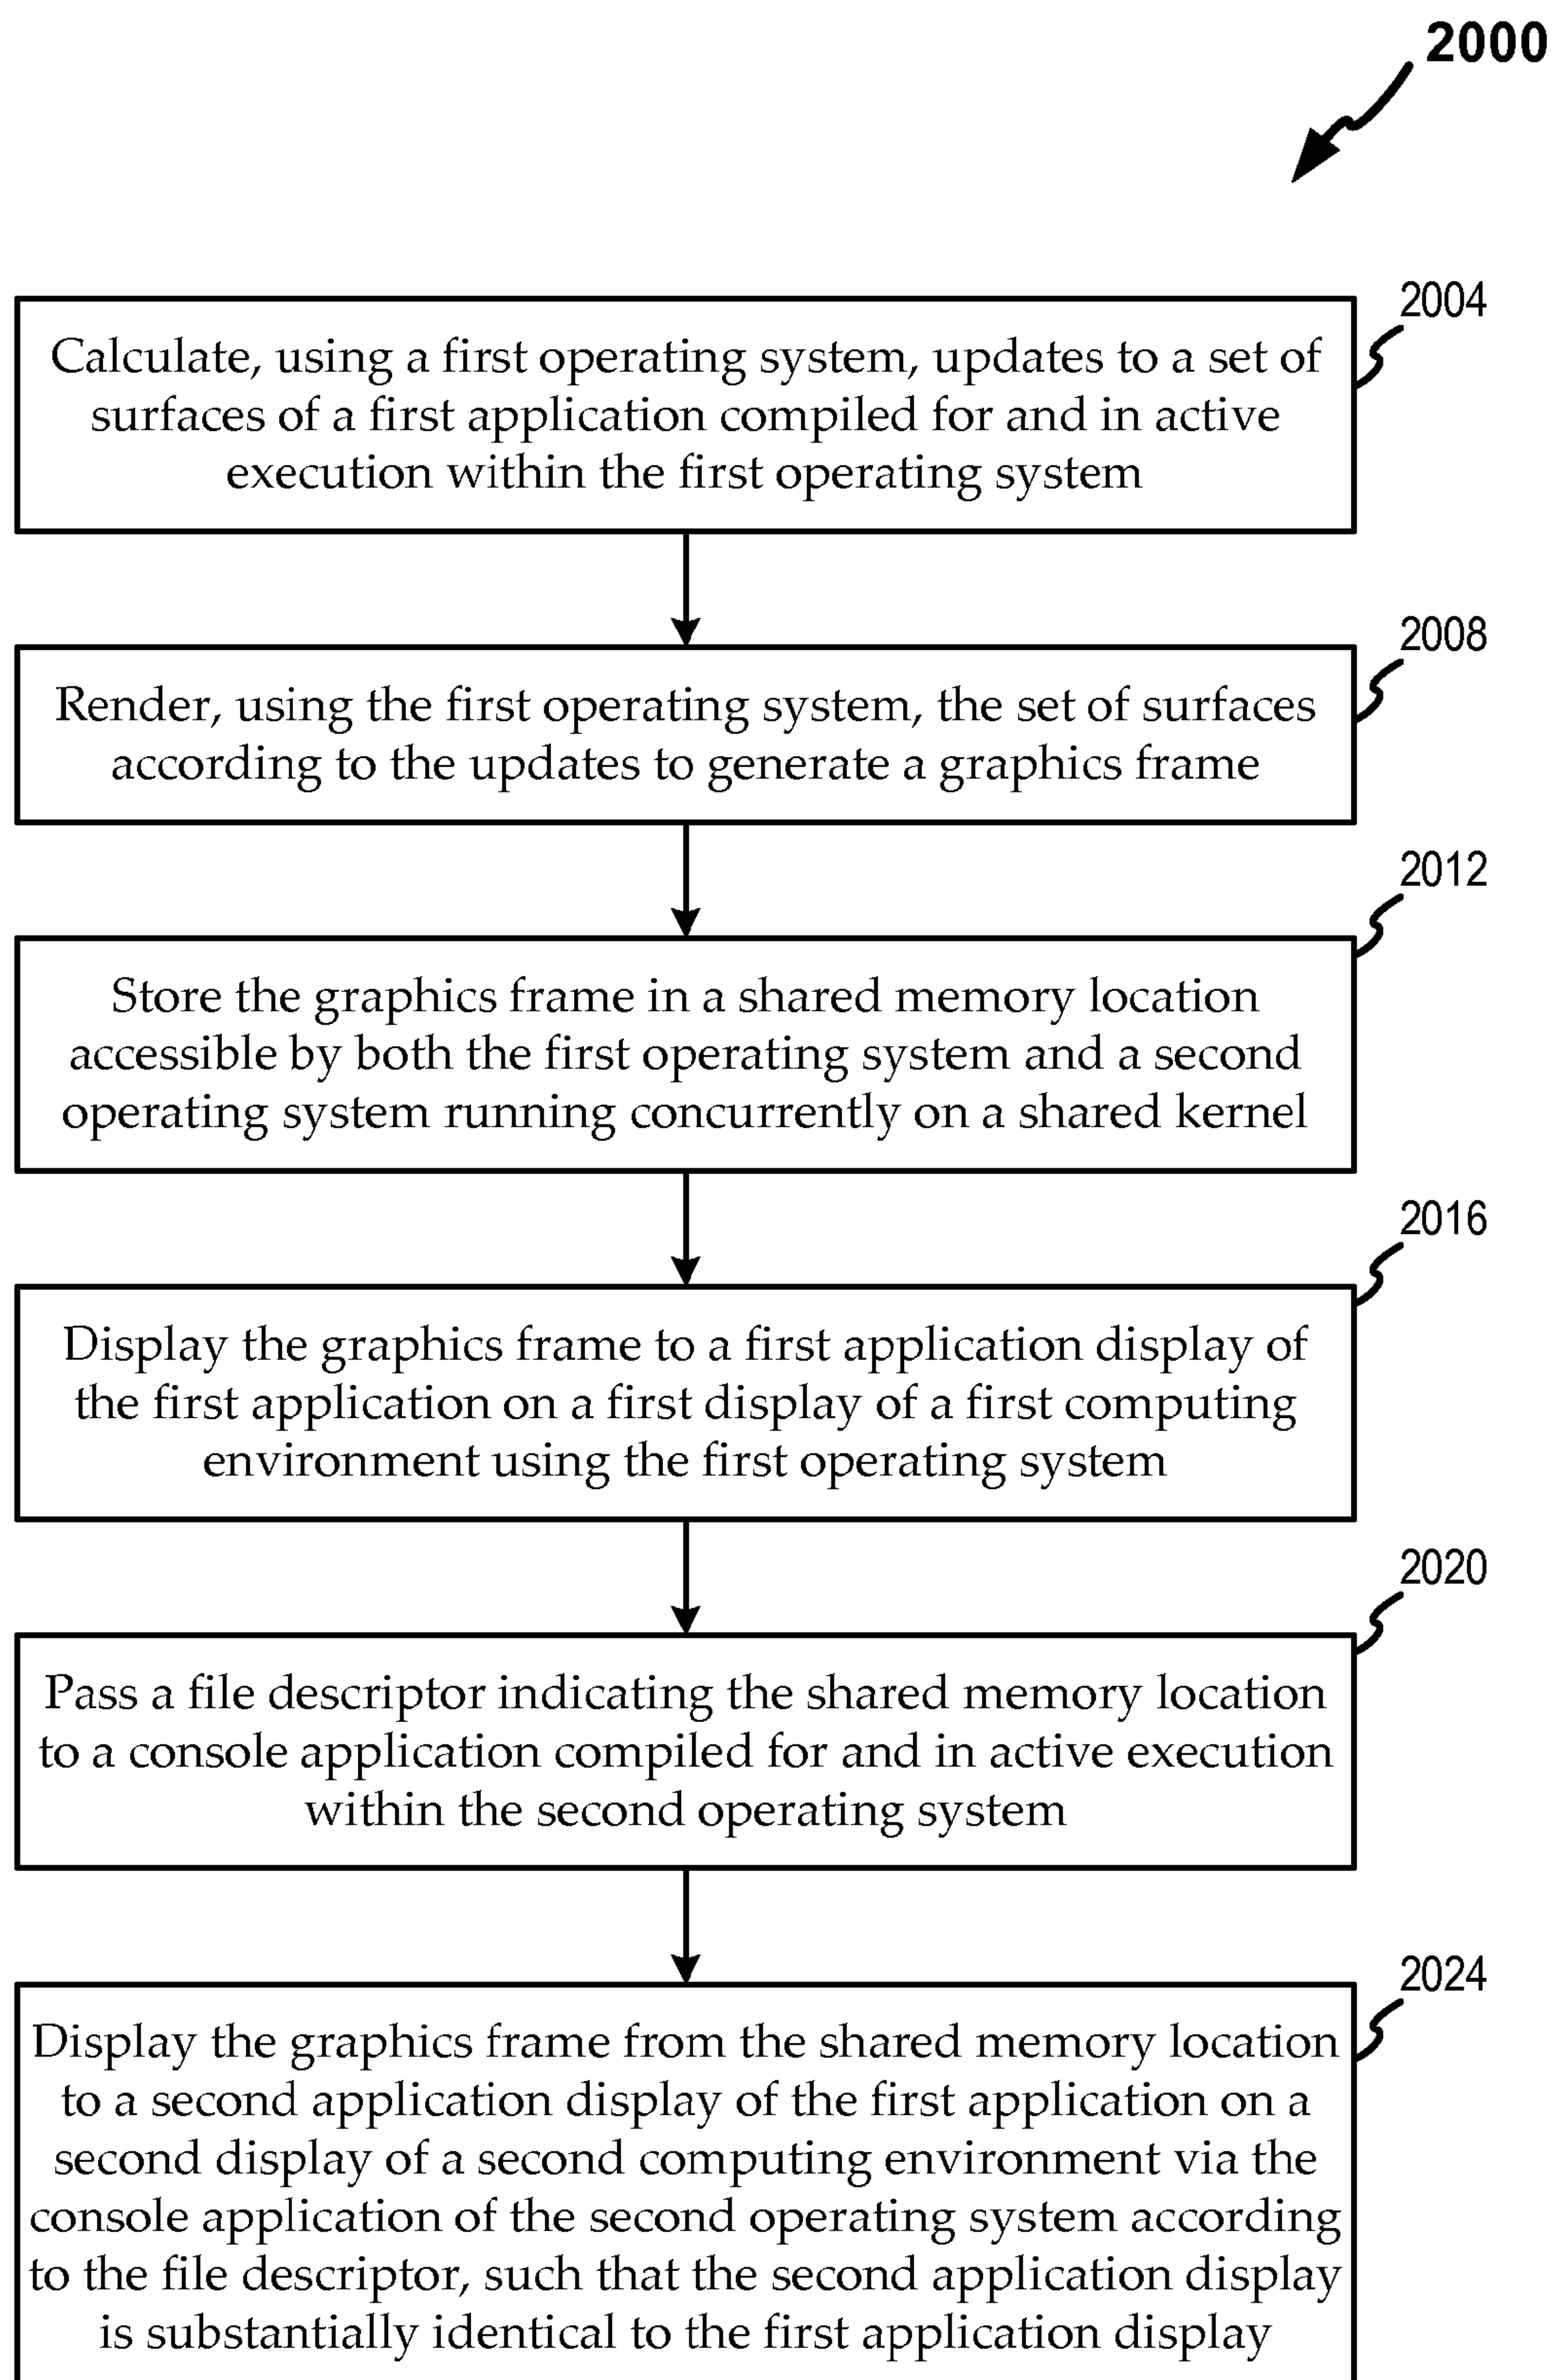 2000
2004
Calculate, using a first operating system, updates to a set of
surfaces of a first application compiled for and in active
execution within the first operating system
2008
Render, using the first operating system, the set of surfaces
according to the updates to generate a graphics frame
2012
Store the graphics frame in a shared memory location
accessible by both the first operating system and a second
operating system running concurrently on a shared kernel
2016
Display the graphics frame to a first application display of
the first application on a first display of a first computing
environment using the first operating system
2020
Pass a file descriptor indicating the shared memory location
to a console application compiled for and in active execution
within the second operating system
2024
Display the graphics frame from the shared memory location
to a second application display of the first application on a
second display of a second computing environment via the
console application of the second operating system according
to the file descriptor, such that the second application display
is substantially identical to the first application display